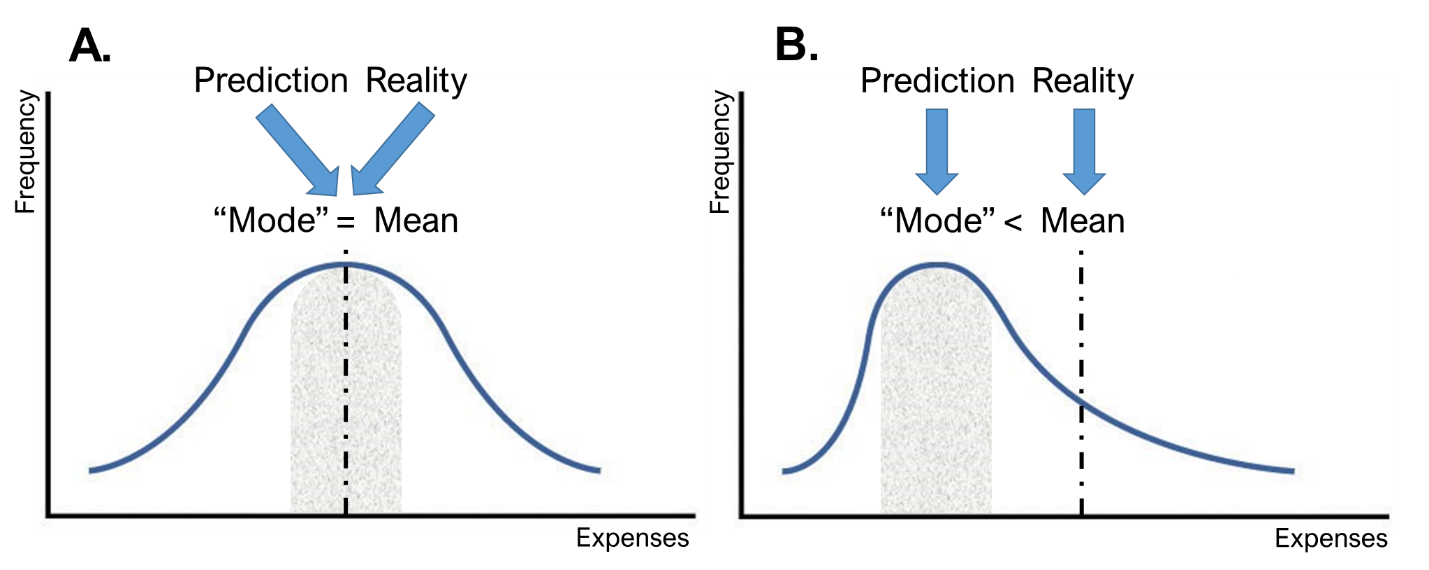 A.
Prediction Reality
“Mode” = Mean
Frequency
Expenses
B.
Prediction Reality
“Mode” < Mean
Frequency
Expenses